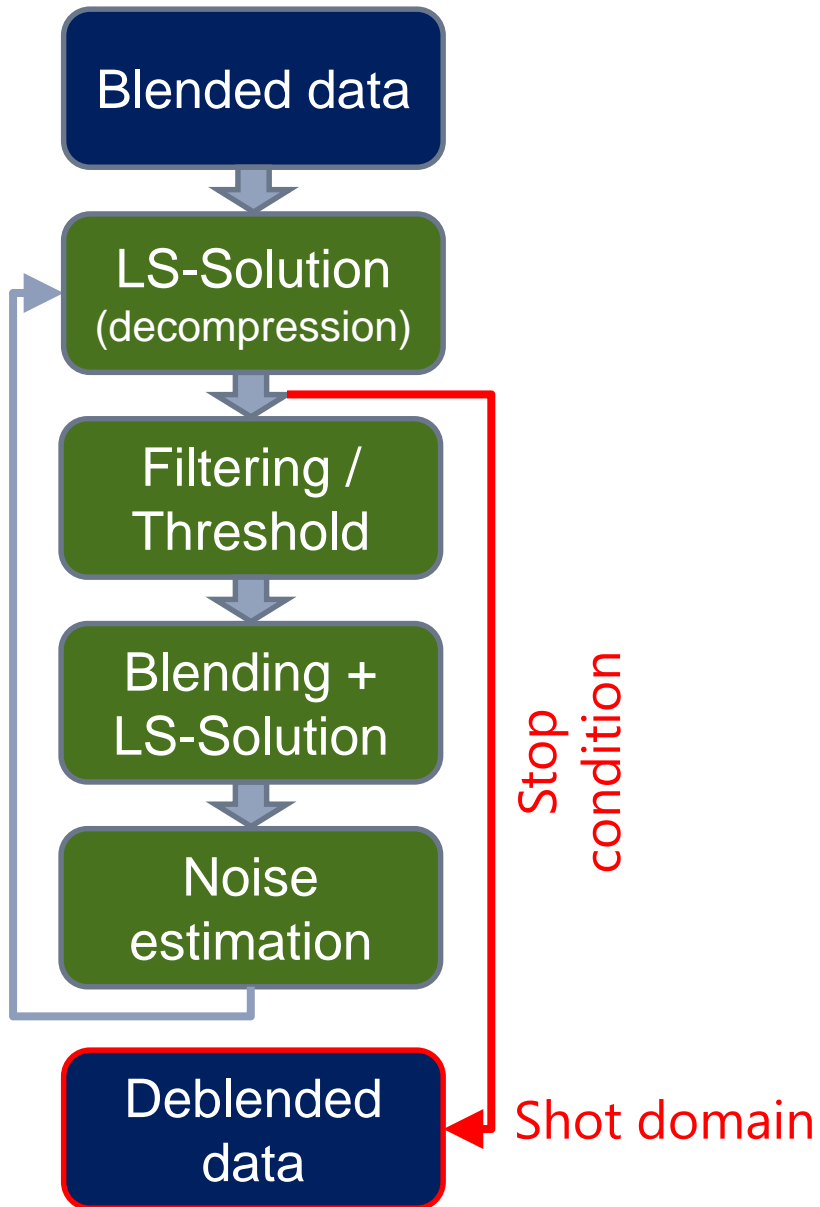 Blended data
LS-Solution
(decompression)
Filtering /
Threshold
Blending +
LS-Solution
Noise
estimation
Stop
condition
Deblended
data
Shot domain